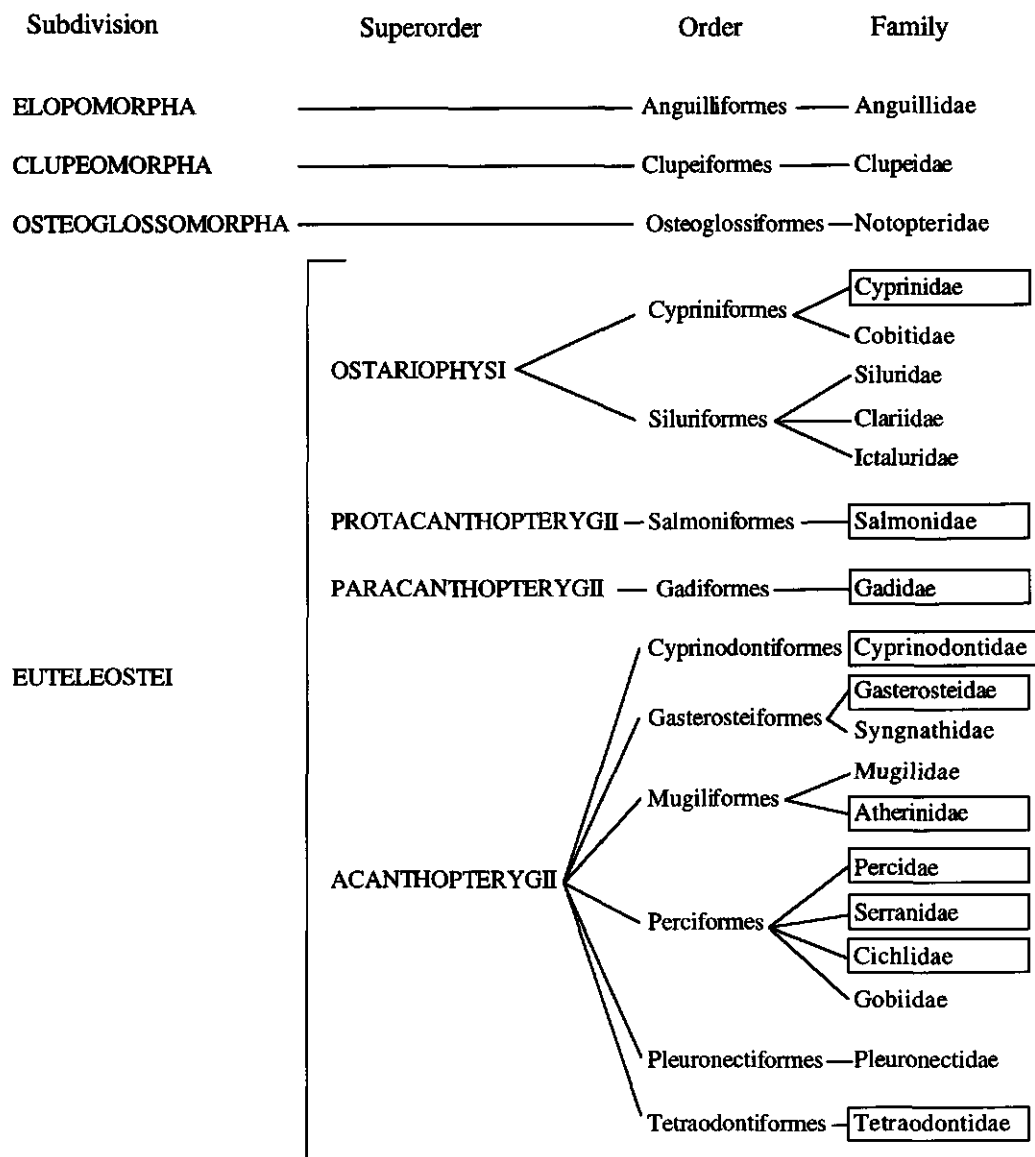 Subdivision Superorder Order Family
ELOPOMORPHA Anguilliformes Anguillidae
CLUPEOMORPHA Clupeiformes Clupeidae
OSTEOGLOSSOMORPHA Osteoglossiformes Notopteridae
Cyprinidae
Cypriniformes
Cobitidae
OSTARIOPHYSI
Siluridae
Siluriformes Clariidae
Ictaluridae
PROTACANTHOPTERYGII Salmoniformes Salmonidae
PARACANTHOPTERYGII Gadiformes Gadidae
Cyprinodontiformes Cyprinodontidae
EUTELEOSTEI
Gasterosteidae
Gasterosteiformes
Syngnathidae
Mugilidae
Mugiliformes
Atherinidae
Percidae
ACANTHOPTERYGII
Serranidae
Perciformes
Cichlidae
Gobiidae
Pleuronectiformes Pleuronectidae
Tetraodontiformes Tetraodontidae